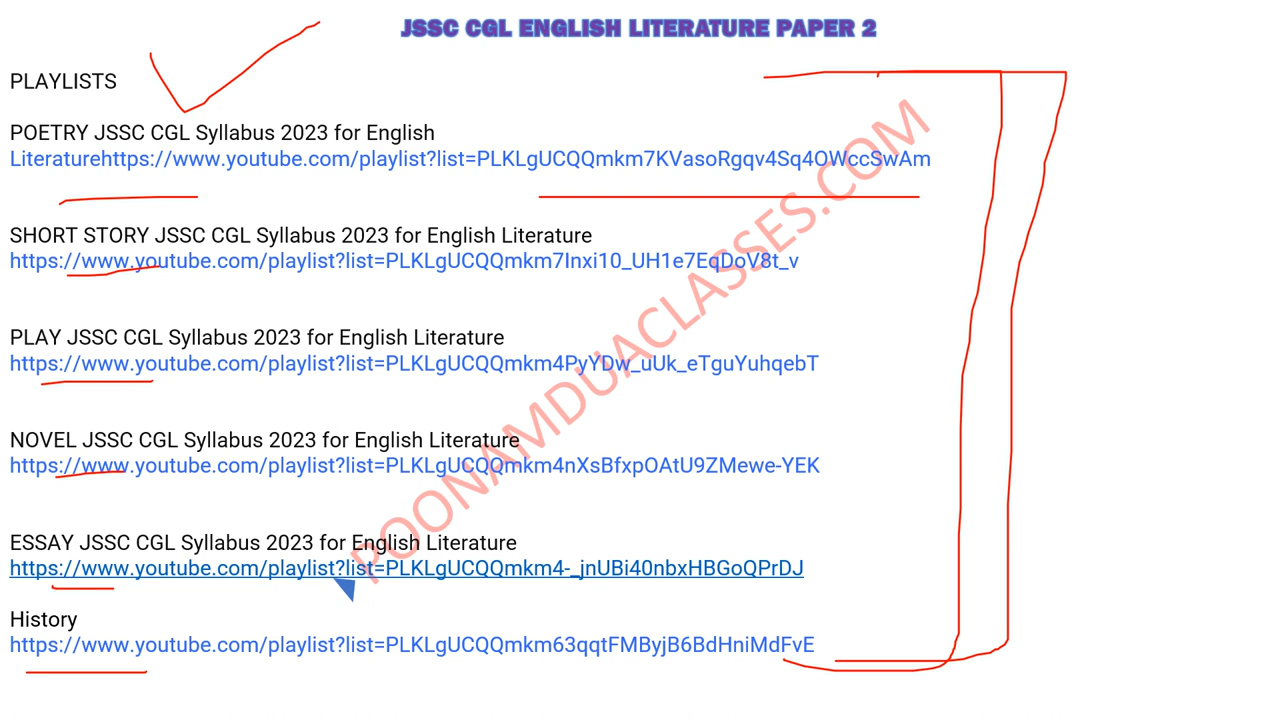 JSSC CGL ENGLISH LITERATURE PAPER 2
PLAYLISTS
POETRY JSSC CGL Syllabus 2023 for English
Literaturehttps://www.youtube.com/playlist?list=PLKLgUCQQmkm7KVasoRgqv4Sq4OWccSwAm
SHORT STORY JSSC CGL Syllabus 2023 for English Literature
https://www.youtube.com/playlist?list=PLKLgUCQQmkm7Inxi10_UH1e7EqDoV8t_v
PLAY JSSC CGL Syllabus 2023 for English Literature
https://www.youtube.com/playlist?list=PLKLgUCQQmkm4PyYDw_uUk_eTguYuhqebT
NOVEL JSSC CGL Syllabus 2023 for English Literature
https://www.youtube.com/playlist?list=PLKLgUCQQmkm4nXsBfxpOAtU9ZMewe-YEK
ESSAY JSSC CGL Syllabus 2023 for English Literature
https://www.youtube.com/playlist?list=PLKLgUCQQmkm4-_jnUBi40nbxHBGoQPrDJ
History
https://www.youtube.com/playlist?list=PLKLgUCQQmkm63qqtFMByjB6BdHniMdFvE
POONAMDUACLASSES.COM